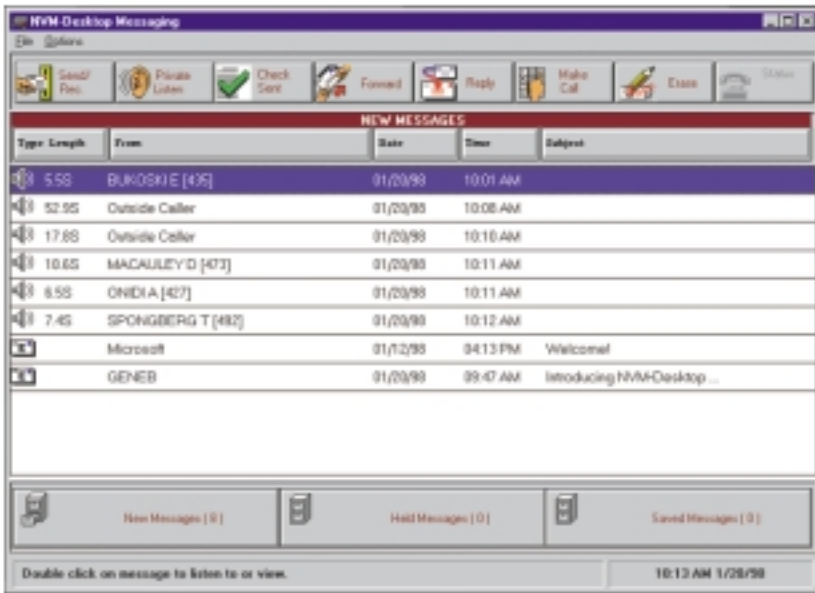 NVM-Desktop Messaging
File Options
Send/ Rec. Private Listen Check Sent Forward Reply Make Call Erase Status
NEW MESSAGES
Type Length From Date Time Subject
5.5S BUKOSKI E [435] 01/20/98 10:01 AM
52.9S Outside Caller 01/20/98 10:08 AM
17.8S Outside Caller 01/20/98 10:10 AM
10.6S MACAULEY D [473] 01/20/98 10:11 AM
6.5S ONIDI A [427] 01/20/98 10:11 AM
7.4S SPONGBERG T [492] 01/20/98 10:12 AM
Microsoft 01/12/98 04:13 PM Welcome!
GENEB 01/20/98 09:47 AM Introducing NVM-Desktop ...
New Messages [ 8 ] Held Messages [ 0 ] Saved Messages [ 0 ]
Double click on message to listen to or view. 10:13 AM 1/20/98